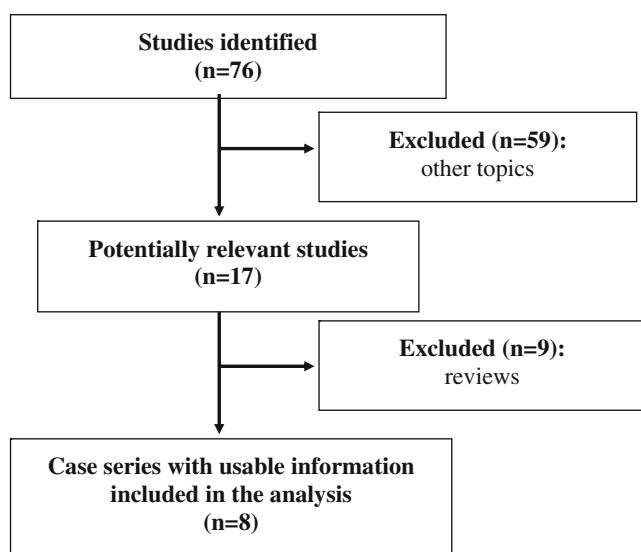 Studies identified
(n=76)
Excluded (n=59):
other topics
Potentially relevant studies
(n=17)
Excluded (n=9):
reviews
Case series with usable information
included in the analysis
(n=8)